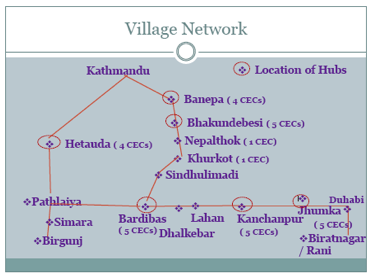 Village Network
Kathmandu
Location of Hubs
Banepa ( 4 CECs)
Bhakundebesi ( 5 CECs)
Hetauda ( 4 CECs)
Nepalthok ( 1 CEC)
Khurkot ( 1 CEC)
Sindhulimadi
Pathlaiya
Duhabi
Simara
Bardibas
( 5 CECs)
Dhalkebar
Lahan
Kanchanpur
( 5 CECs)
Jhumka
( 5 CECs)
Birgunj
Biratnagar
/ Rani